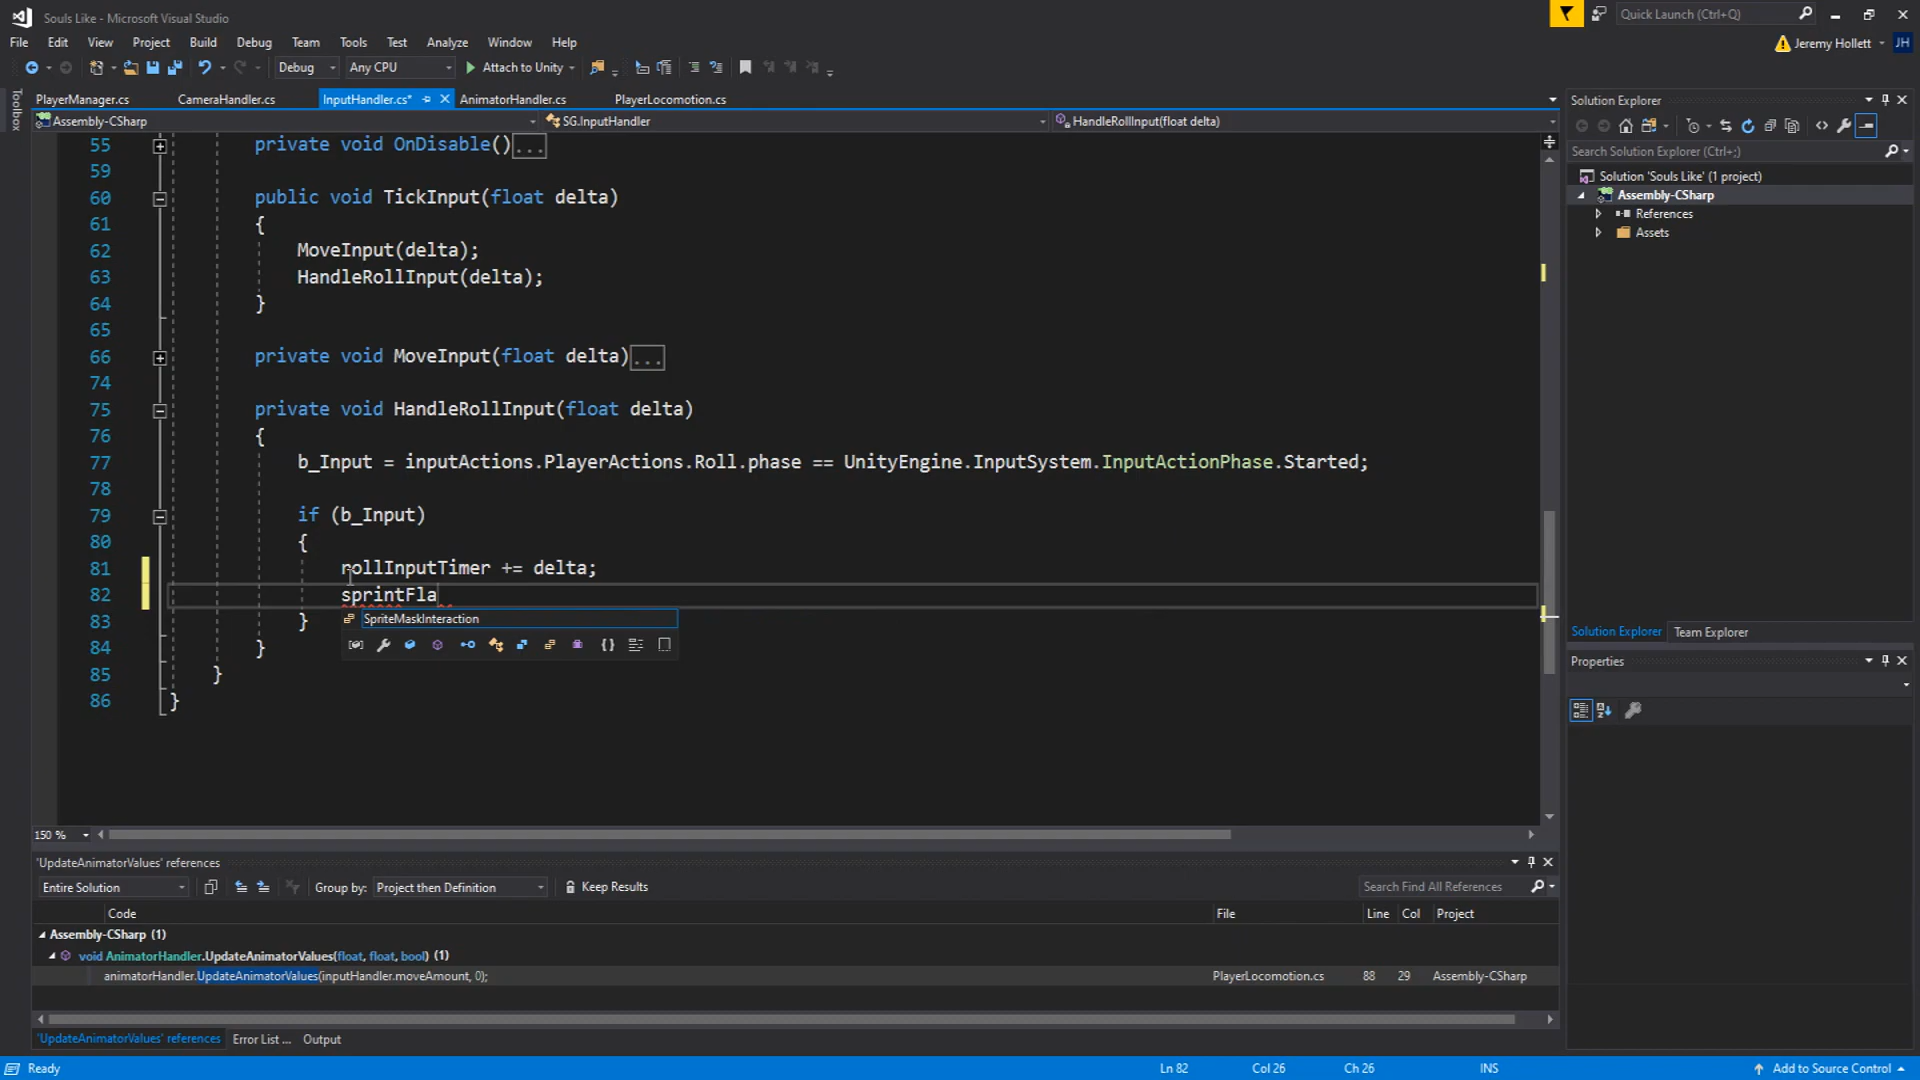 Souls Like - Microsoft Visual Studio
Quick Launch (Ctrl+Q)
File Edit View Project Build Debug Team Tools Test Analyze Window Help
Jeremy Hollett JH
Debug Any CPU Attach to Unity
Toolbox
PlayerManager.cs CameraHandler.cs InputHandler.cs* AnimatorHandler.cs PlayerLocomotion.cs
Assembly-CSharp SG.InputHandler HandleRollInput(float delta)
55 private void OnDisable()...
59
60 public void TickInput(float delta)
61 {
62 MoveInput(delta);
63 HandleRollInput(delta);
64 }
65
66 private void MoveInput(float delta)...
74
75 private void HandleRollInput(float delta)
76 {
77 b_Input = inputActions.PlayerActions.Roll.phase == UnityEngine.InputSystem.InputActionPhase.Started;
78
79 if (b_Input)
80 {
81 rollInputTimer += delta;
82 sprintFla
SpriteMaskInteraction
83 }
84 }
85 }
86 }
150 %
Solution Explorer
Search Solution Explorer (Ctrl+;)
Solution 'Souls Like' (1 project)
Assembly-CSharp
References
Assets
Solution Explorer Team Explorer
Properties
'UpdateAnimatorValues' references
Entire Solution Group by: Project then Definition Keep Results Search Find All References
Code File Line Col Project
Assembly-CSharp (1)
void AnimatorHandler.UpdateAnimatorValues(float, float, bool) (1)
animatorHandler.UpdateAnimatorValues(inputHandler.moveAmount, 0); PlayerLocomotion.cs 88 29 Assembly-CSharp
'UpdateAnimatorValues' references Error List ... Output
Ready Ln 82 Col 26 Ch 26 INS Add to Source Control